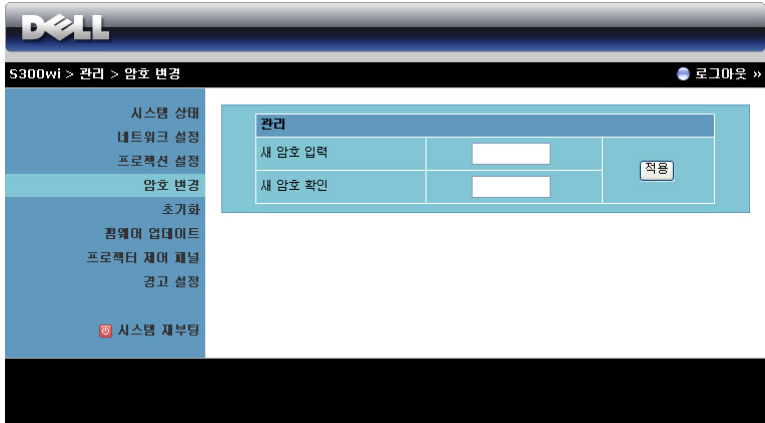 DELL
S300wi > 관리 > 암호 변경
로그아웃 »
시스템 상태
네트워크 설정
프로젝션 설정
암호 변경
초기화
펌웨어 업데이트
프로젝터 제어 패널
경고 설정
시스템 재부팅
관리
새 암호 입력
새 암호 확인
적용